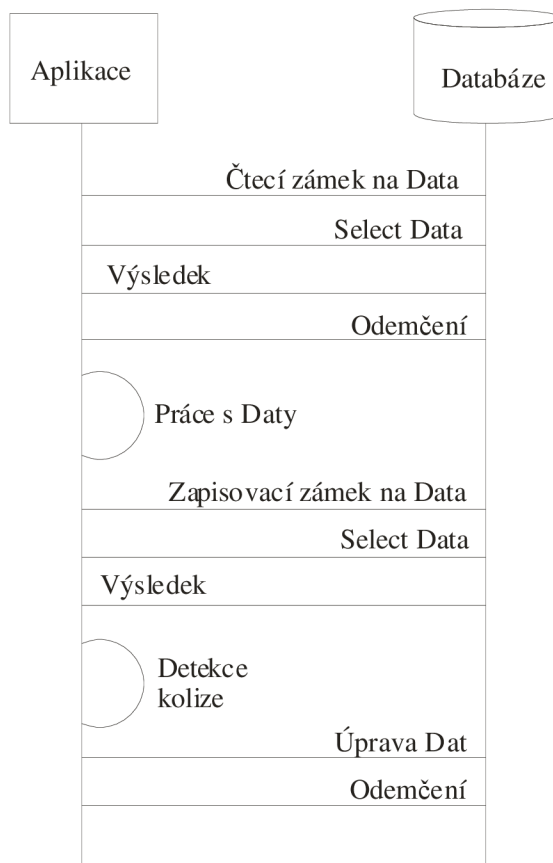 Aplikace
Databáze
Čtecí zámek na Data
Select Data
Výsledek
Odemčení
Práce s Daty
Zapisovací zámek na Data
Select Data
Výsledek
Detekce
kolize
Úprava Dat
Odemčení